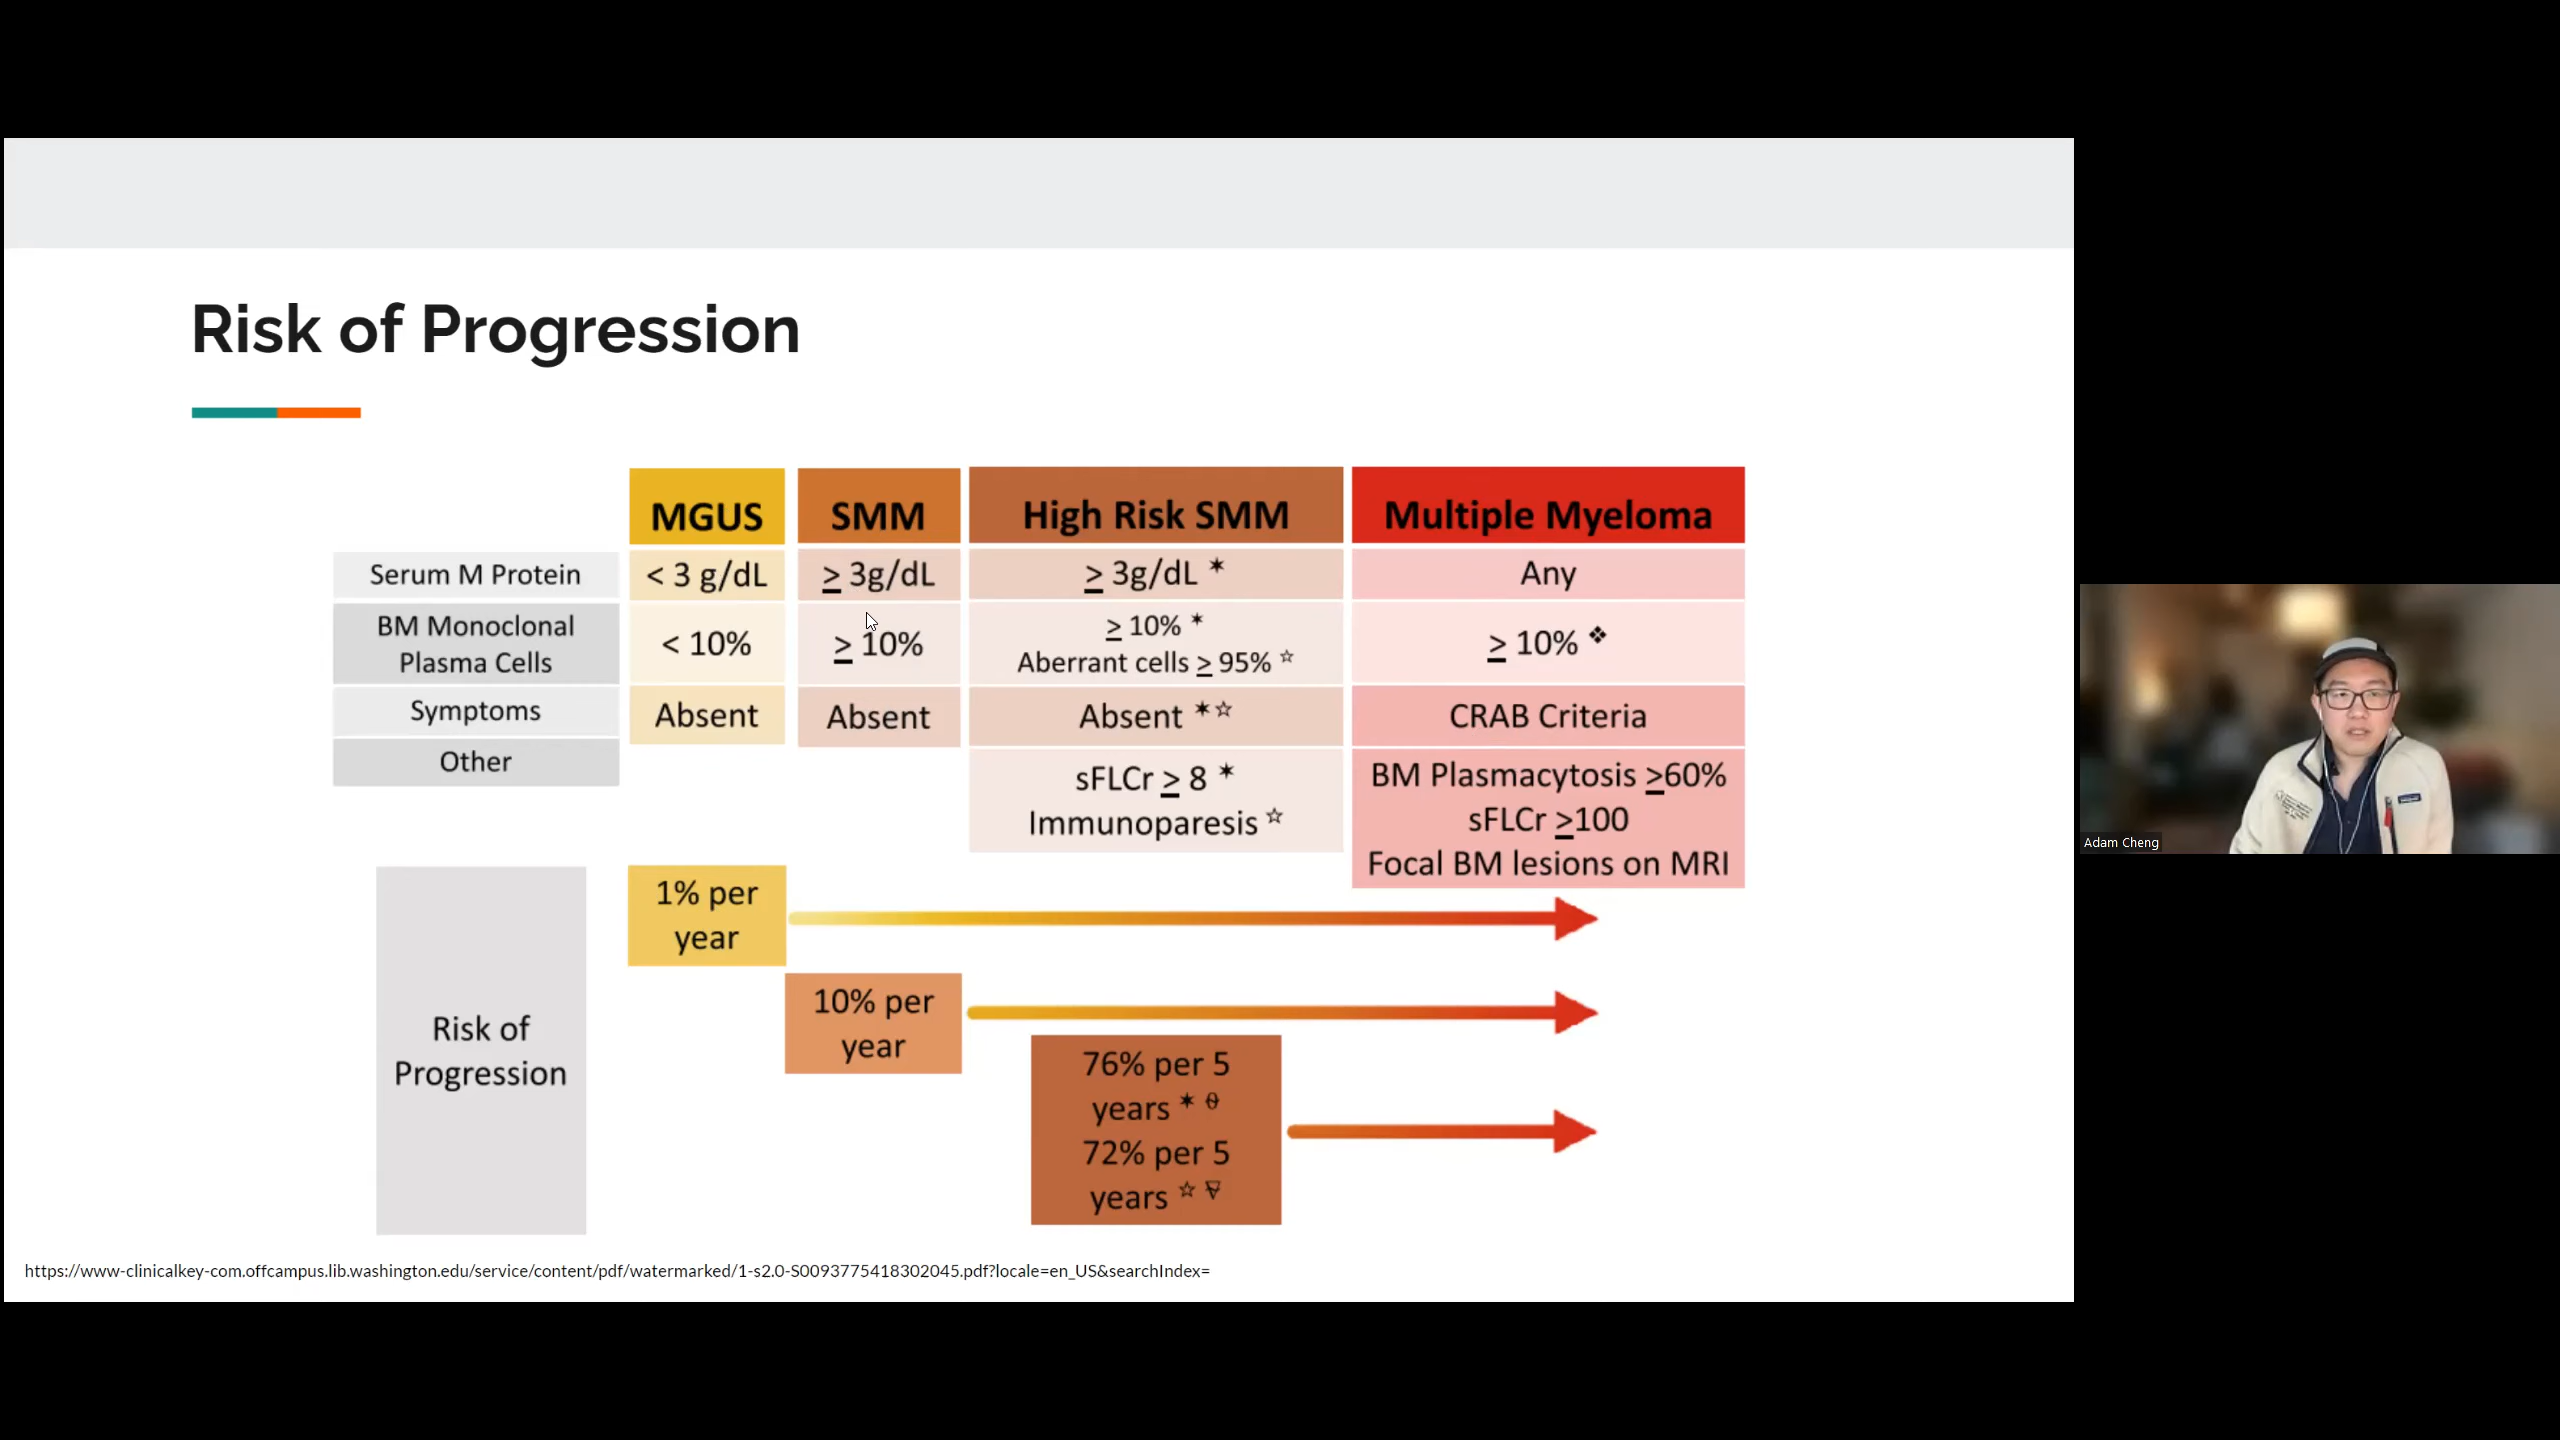 Risk of Progression
MGUS
SMM
High Risk SMM
Multiple Myeloma
Serum M Protein
< 3 g/dL
≥ 3g/dL
≥ 3g/dL ✶
Any
BM Monoclonal
Plasma Cells
< 10%
≥ 10%
≥ 10% ✶
Aberrant cells ≥ 95% ☆
≥ 10% ❖
Symptoms
Absent
Absent
Absent ✶☆
CRAB Criteria
Other
sFLCr ≥ 8 ✶
Immunoparesis ☆
BM Plasmacytosis ≥60%
sFLCr ≥100
Focal BM lesions on MRI
Risk of
Progression
1% per
year
10% per
year
76% per 5
years ✶ θ
72% per 5
years ☆ ⍫
https://www-clinicalkey-com.offcampus.lib.washington.edu/service/content/pdf/watermarked/1-s2.0-S0093775418302045.pdf?locale=en_US&searchIndex=
Adam Cheng